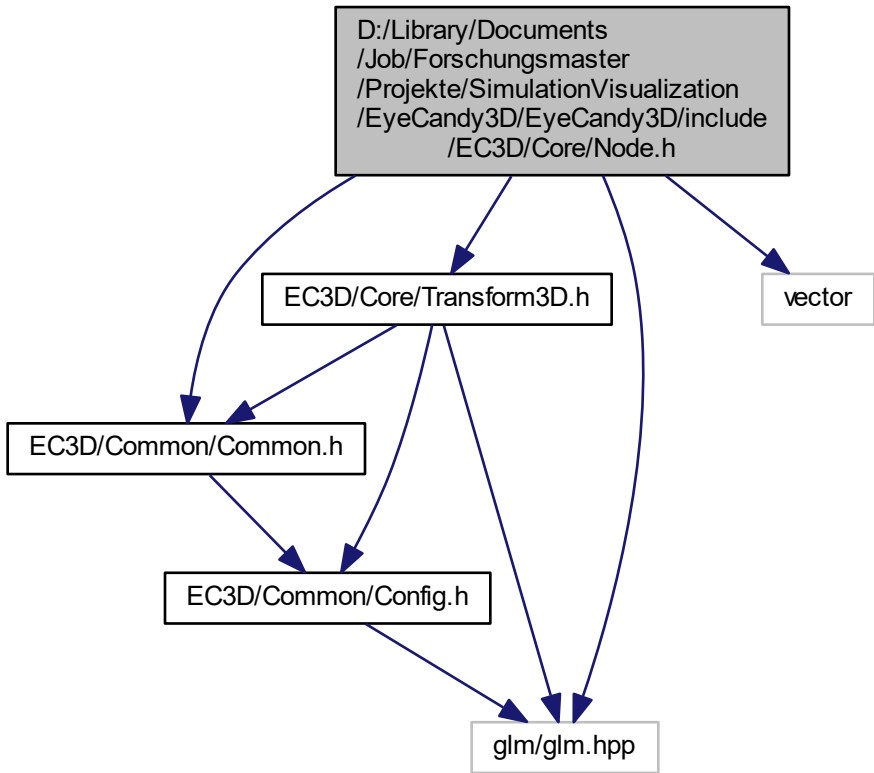 D:/Library/Documents
/Job/Forschungsmaster
/Projekte/SimulationVisualization
/EyeCandy3D/EyeCandy3D/include
/EC3D/Core/Node.h
EC3D/Core/Transform3D.h
vector
EC3D/Common/Common.h
EC3D/Common/Config.h
glm/glm.hpp